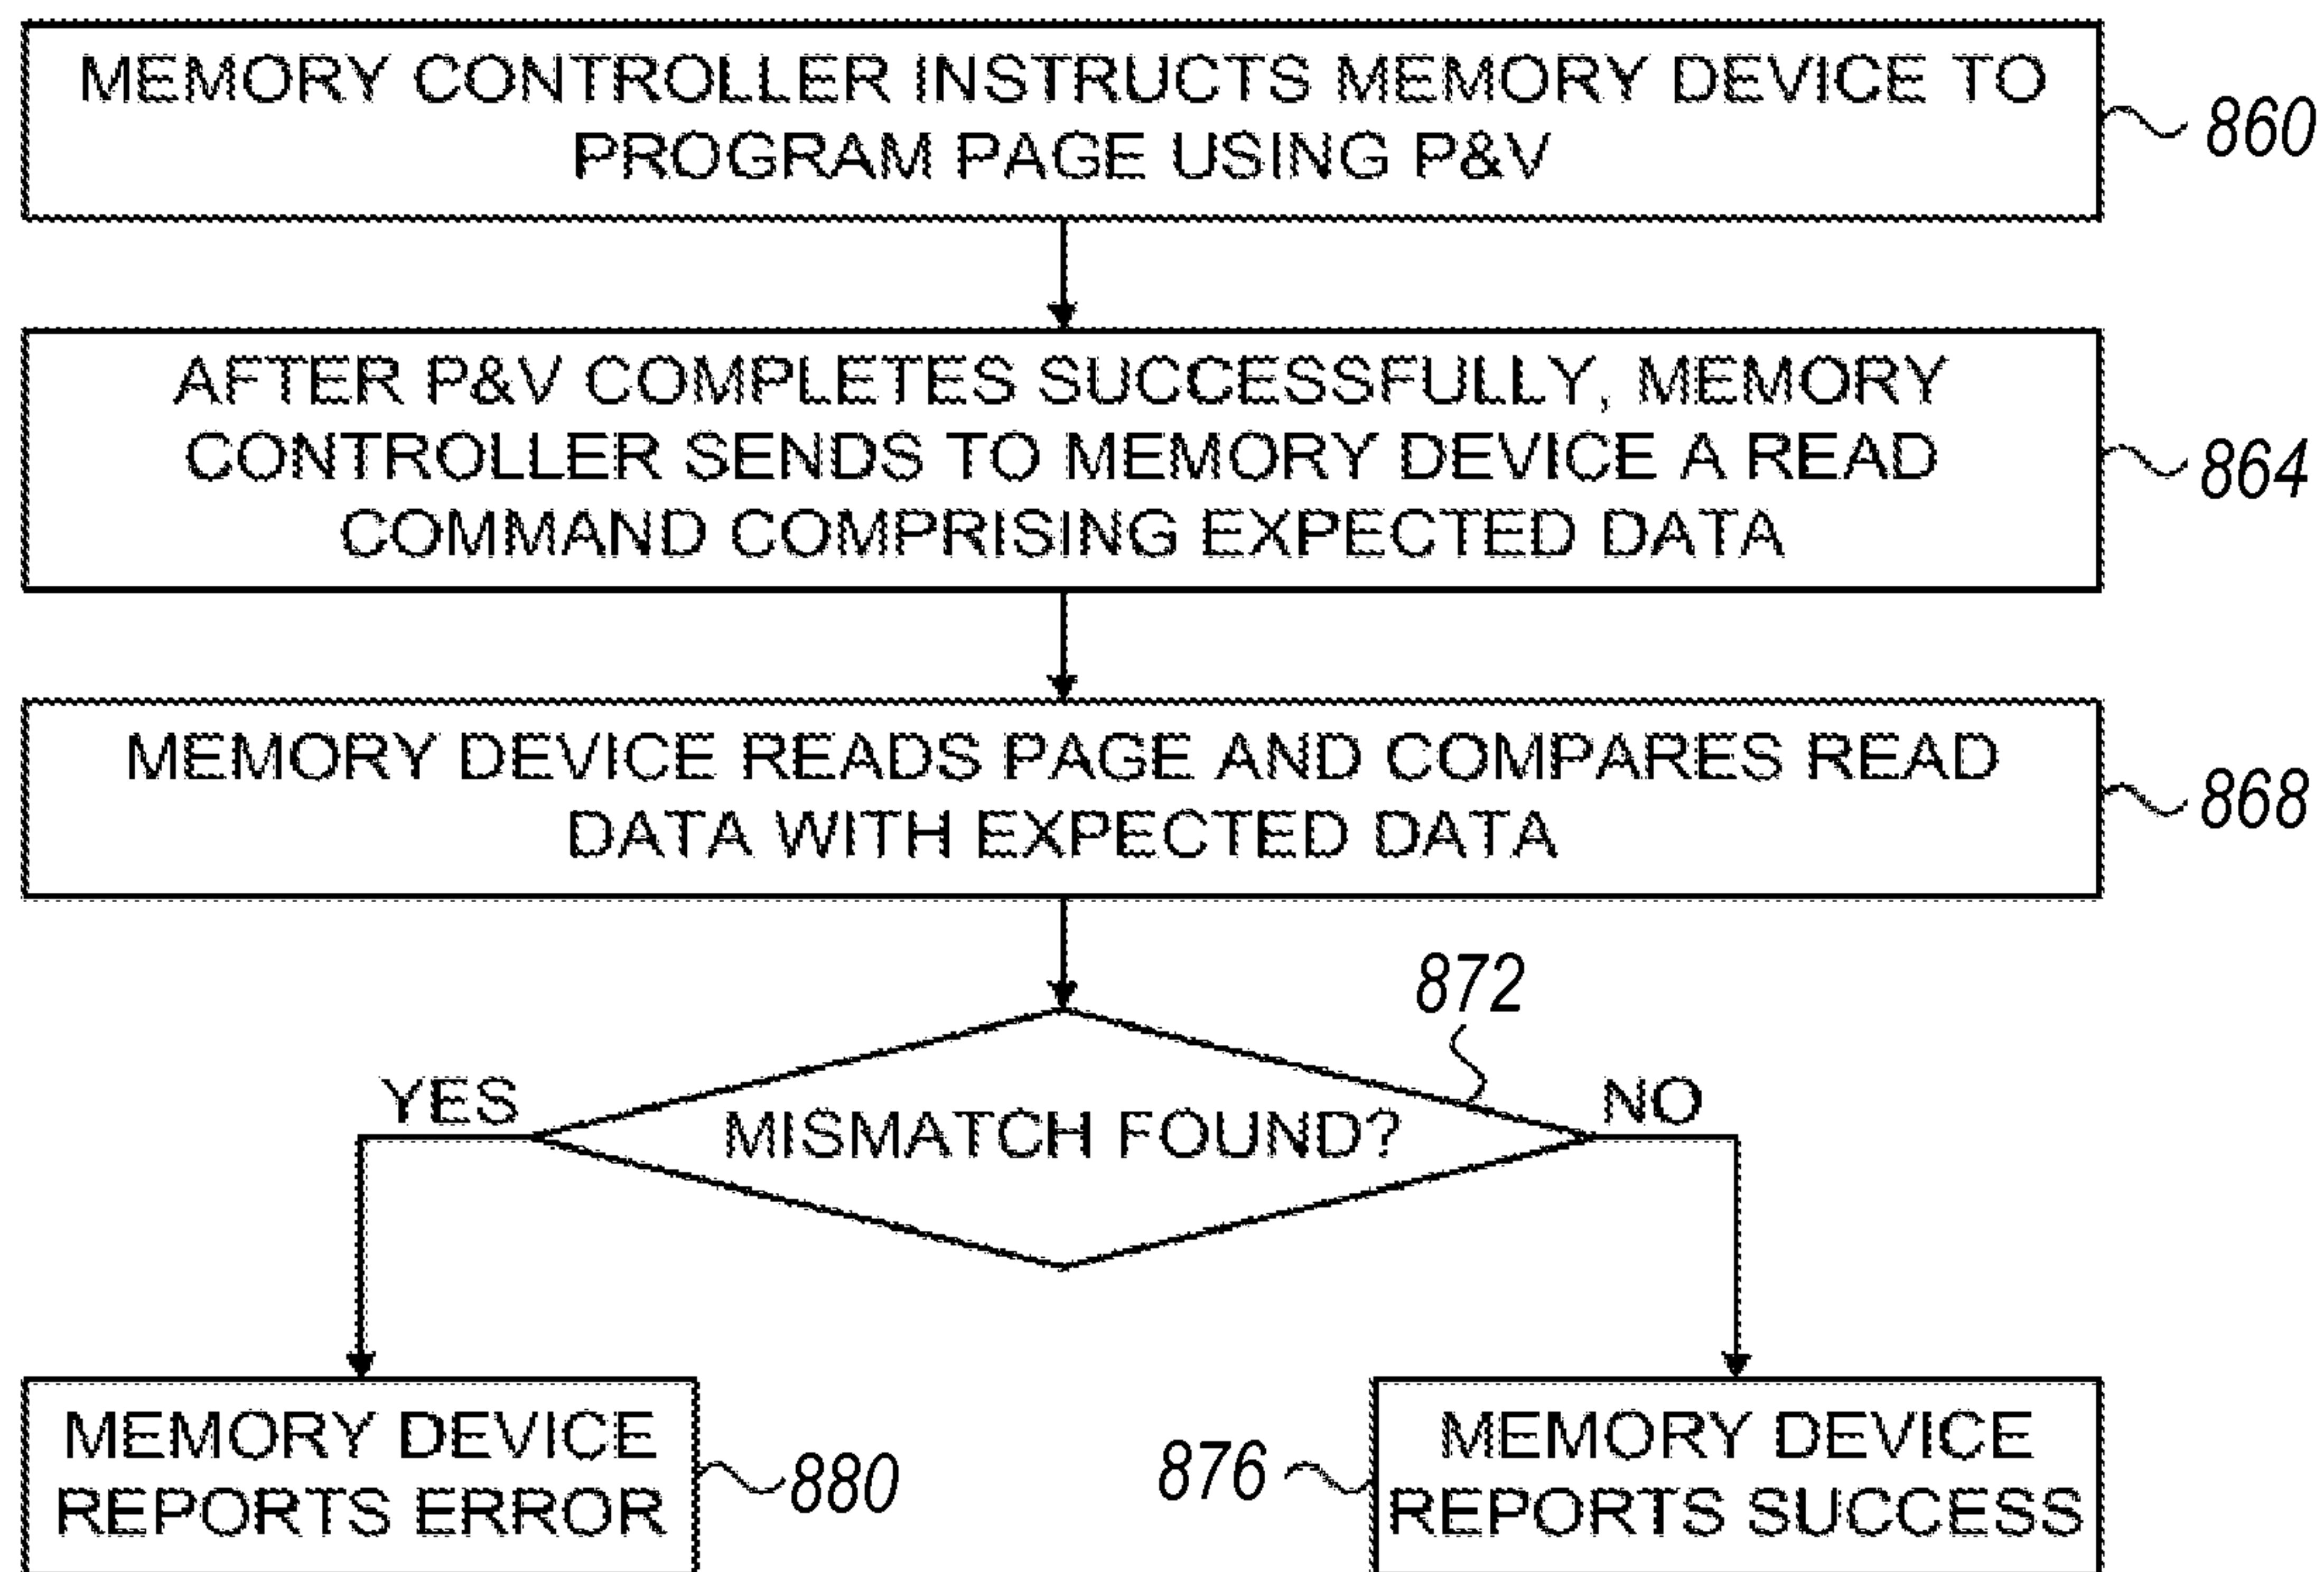 MEMORY CONTROLLER INSTRUCTS MEMORY DEVICE TO
PROGRAM PAGE USING P&V
860
AFTER P&V COMPLETES SUCCESSFULLY, MEMORY
CONTROLLER SENDS TO MEMORY DEVICE A READ
COMMAND COMPRISING EXPECTED DATA
864
MEMORY DEVICE READS PAGE AND COMPARES READ
DATA WITH EXPECTED DATA
868
872
YES
MISMATCH FOUND?
NO
MEMORY DEVICE
REPORTS ERROR
880
876
MEMORY DEVICE
REPORTS SUCCESS